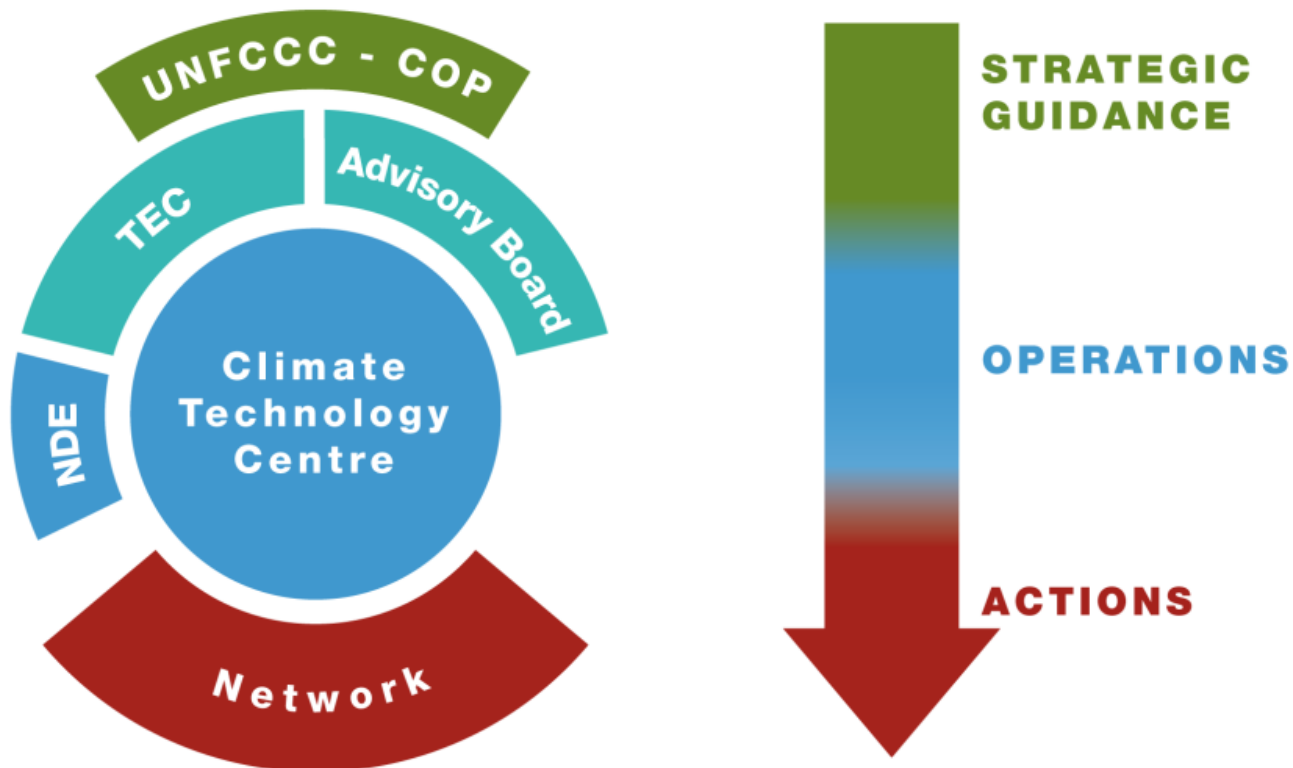 UNFCCC - COP
TEC
Advisory Board
NDE
Climate
Technology
Centre
Network
STRATEGIC
GUIDANCE
OPERATIONS
ACTIONS